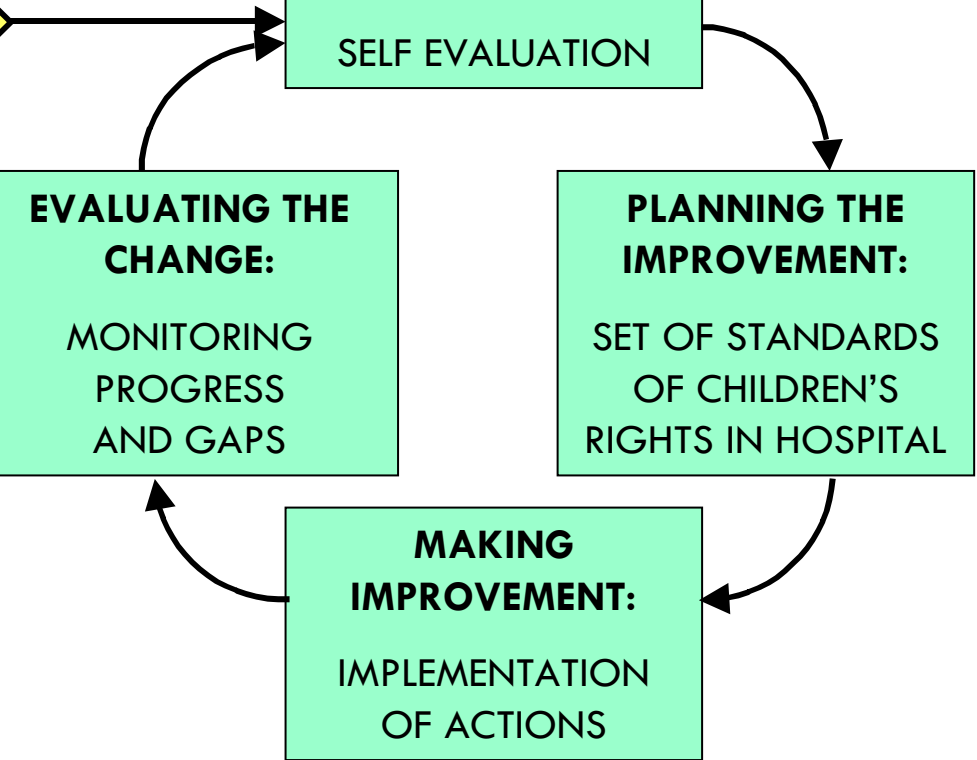 SELF EVALUATION
EVALUATING THE
CHANGE:
MONITORING
PROGRESS
AND GAPS
PLANNING THE
IMPROVEMENT:
SET OF STANDARDS
OF CHILDREN’S
RIGHTS IN HOSPITAL
MAKING
IMPROVEMENT:
IMPLEMENTATION
OF ACTIONS